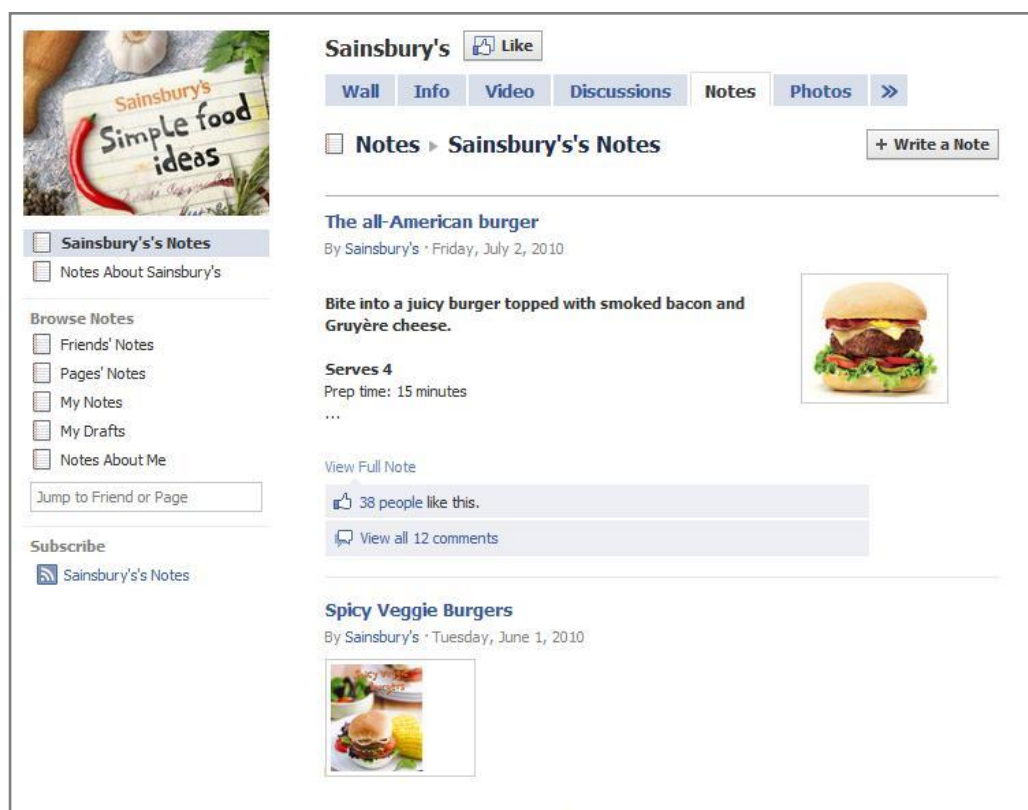 Sainsbury's
Simple food
ideas
Sainsbury's's Notes
Notes About Sainsbury's
Browse Notes
Friends' Notes
Pages' Notes
My Notes
My Drafts
Notes About Me
Jump to Friend or Page
Subscribe
Sainsbury's's Notes
Sainsbury's Like
Wall Info Video Discussions Notes Photos »
Notes ▸ Sainsbury's's Notes + Write a Note
The all-American burger
By Sainsbury's · Friday, July 2, 2010
Bite into a juicy burger topped with smoked bacon and
Gruyère cheese.
Serves 4
Prep time: 15 minutes
...
View Full Note
38 people like this.
View all 12 comments
Spicy Veggie Burgers
By Sainsbury's · Tuesday, June 1, 2010
Spicy Veggie
Burgers